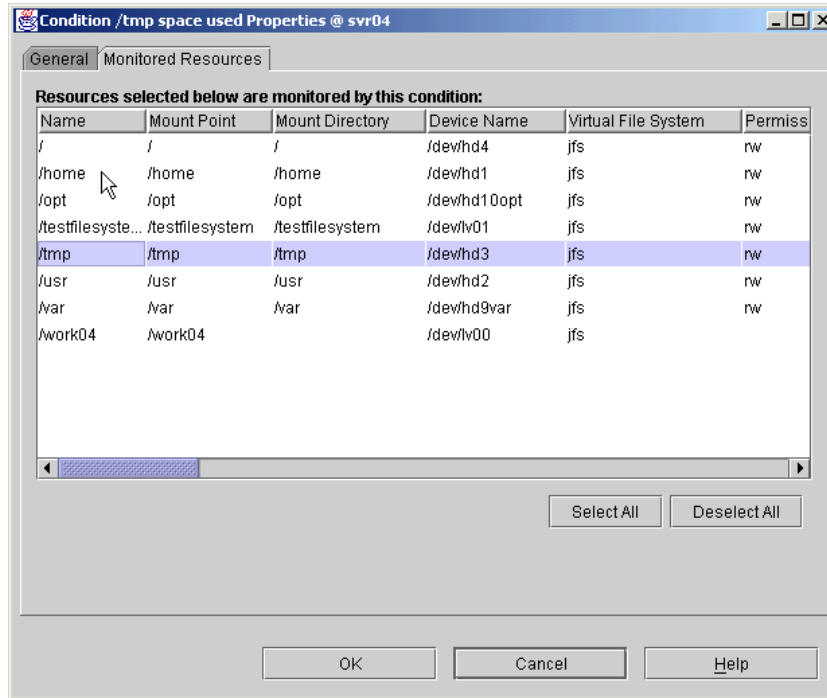 Condition /tmp space used Properties @ svr04
General Monitored Resources
Resources selected below are monitored by this condition:
Name Mount Point Mount Directory Device Name Virtual File System Permiss
/ / / /dev/hd4 jfs rw
/home /home /home /dev/hd1 jfs rw
/opt /opt /opt /dev/hd10opt jfs rw
/testfilesyste... /testfilesystem /testfilesystem /dev/lv01 jfs rw
/tmp /tmp /tmp /dev/hd3 jfs rw
/usr /usr /usr /dev/hd2 jfs rw
/var /var /var /dev/hd9var jfs rw
/work04 /work04 /dev/lv00 jfs
Select All Deselect All
OK Cancel Help